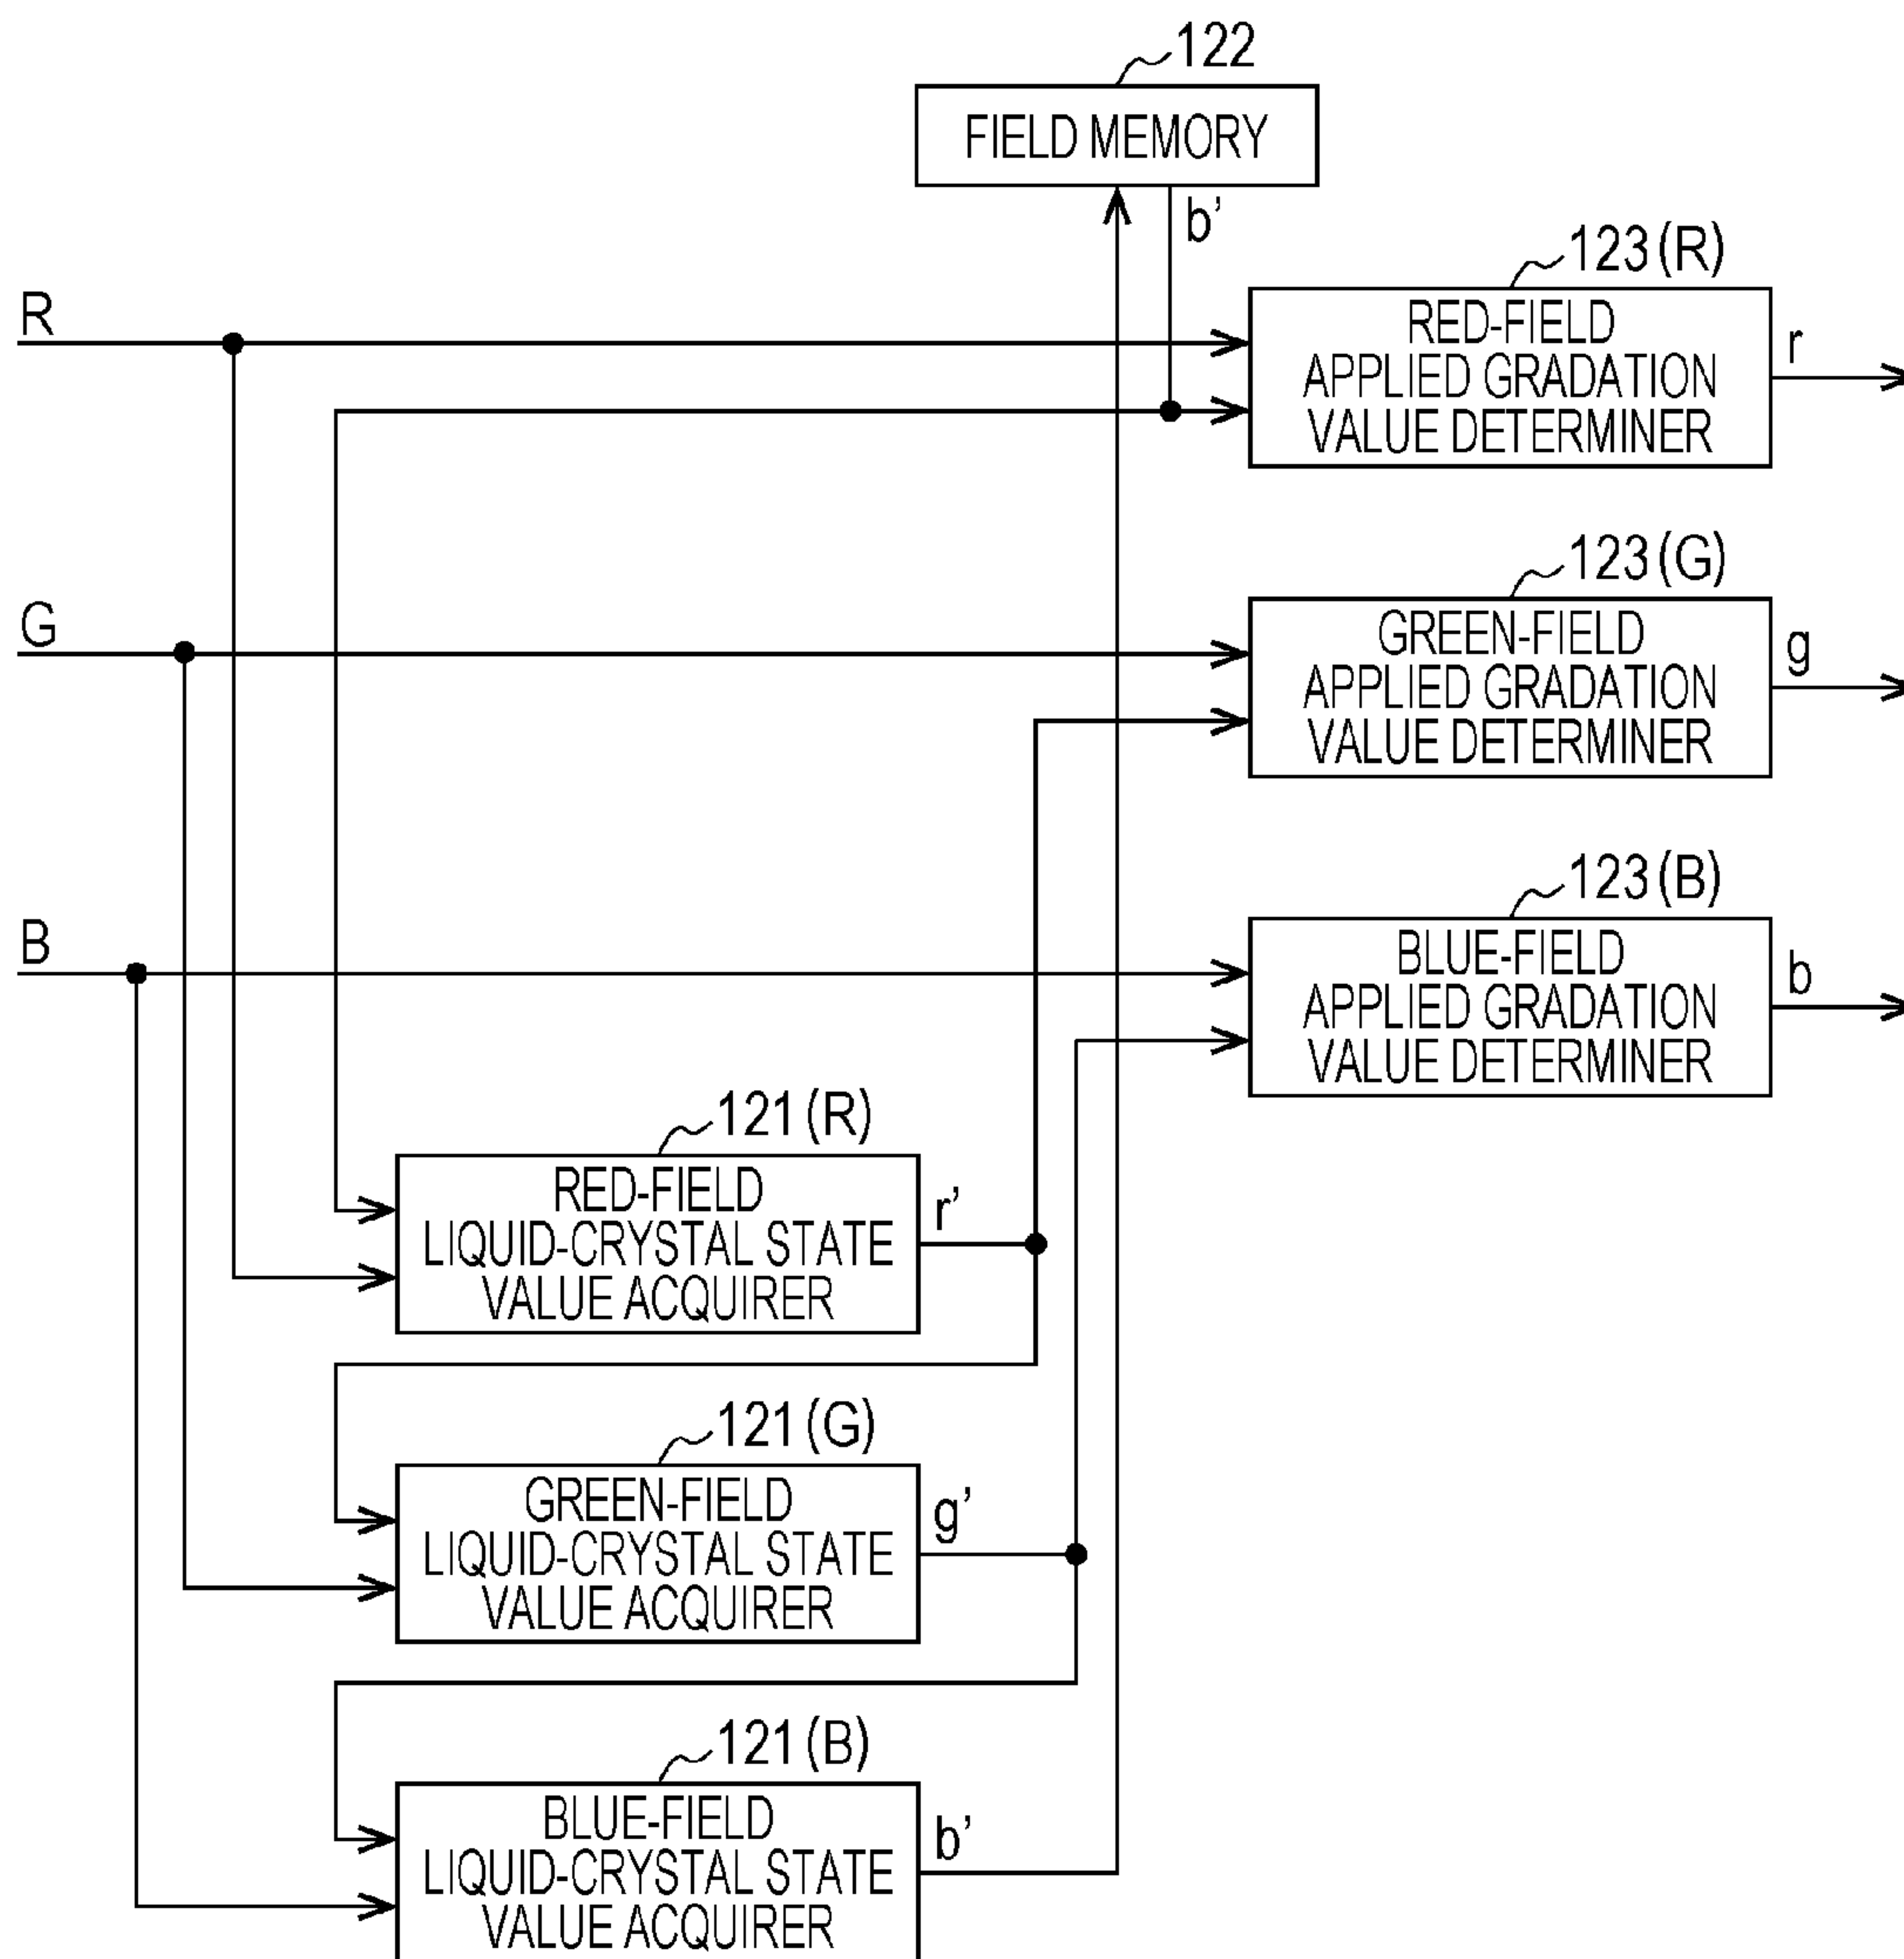 122
FIELD MEMORY
b’
R
123(R)
RED-FIELD
APPLIED GRADATION
VALUE DETERMINER
r
G
123(G)
GREEN-FIELD
APPLIED GRADATION
VALUE DETERMINER
g
B
123(B)
BLUE-FIELD
APPLIED GRADATION
VALUE DETERMINER
b
121(R)
RED-FIELD
LIQUID-CRYSTAL STATE
VALUE ACQUIRER
r’
121(G)
GREEN-FIELD
LIQUID-CRYSTAL STATE
VALUE ACQUIRER
g’
121(B)
BLUE-FIELD
LIQUID-CRYSTAL STATE
VALUE ACQUIRER
b’